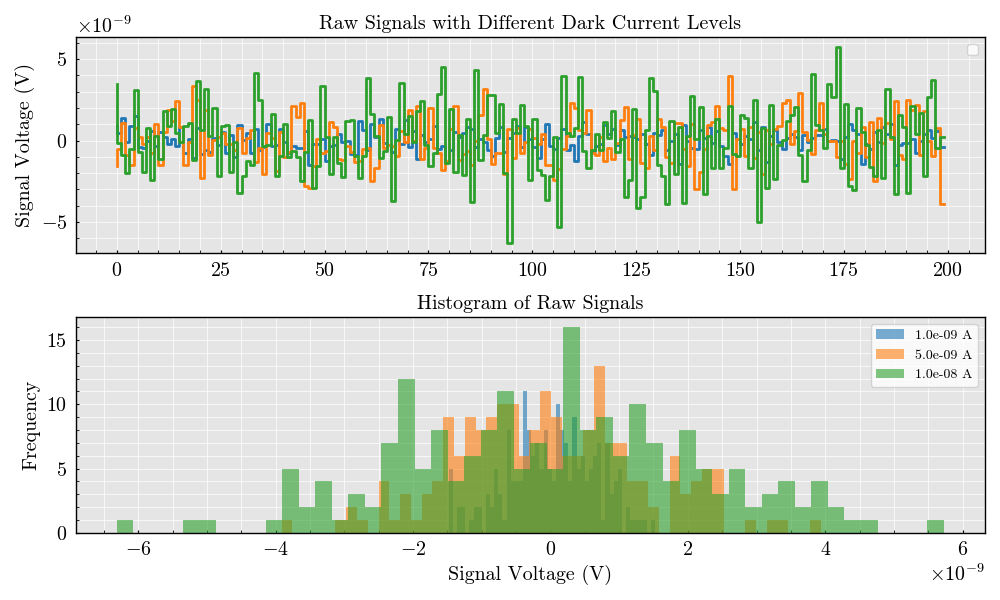 Raw Signals with Different Dark Current Levels
×10⁻⁹
Signal Voltage (V)
5
0
−5
0 25 50 75 100 125 150 175 200
Histogram of Raw Signals
Frequency
15
10
5
0
1.0e-09 A
5.0e-09 A
1.0e-08 A
−6 −4 −2 0 2 4 6
Signal Voltage (V)
×10⁻⁹